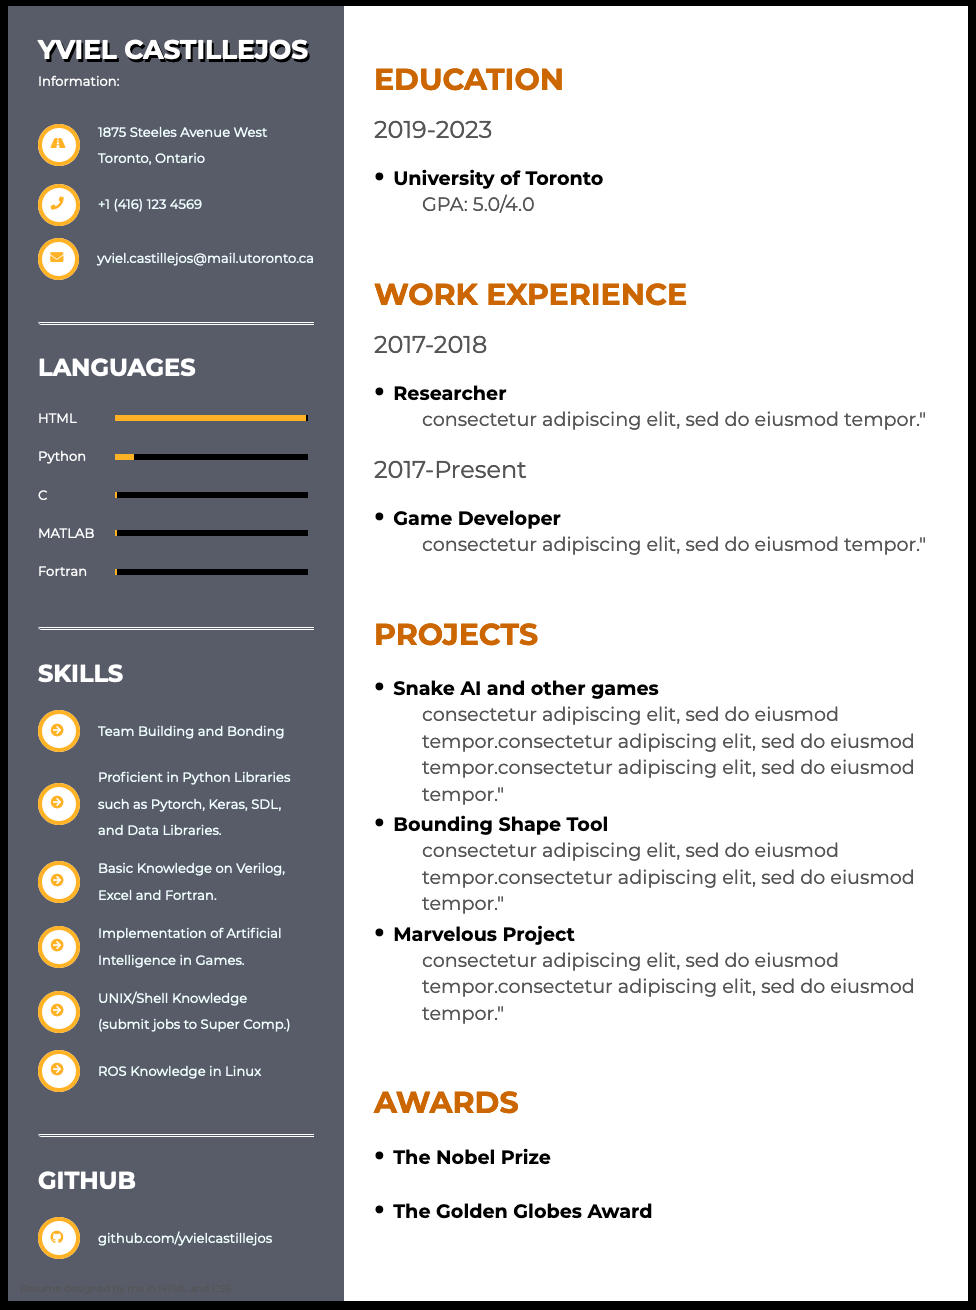 YVIEL CASTILLEJOS
Information:
1875 Steeles Avenue West
Toronto, Ontario
+1 (416) 123 4569
yviel.castillejos@mail.utoronto.ca
LANGUAGES
HTML
Python
C
MATLAB
Fortran
SKILLS
Team Building and Bonding
Proficient in Python Libraries
such as Pytorch, Keras, SDL,
and Data Libraries.
Basic Knowledge on Verilog,
Excel and Fortran.
Implementation of Artificial
Intelligence in Games.
UNIX/Shell Knowledge
(submit jobs to Super Comp.)
ROS Knowledge in Linux
GITHUB
github.com/yvielcastillejos
Resume designed by me in HTML and CSS
EDUCATION
2019-2023
• University of Toronto
GPA: 5.0/4.0
WORK EXPERIENCE
2017-2018
• Researcher
consectetur adipiscing elit, sed do eiusmod tempor."
2017-Present
• Game Developer
consectetur adipiscing elit, sed do eiusmod tempor."
PROJECTS
• Snake AI and other games
consectetur adipiscing elit, sed do eiusmod
tempor.consectetur adipiscing elit, sed do eiusmod
tempor.consectetur adipiscing elit, sed do eiusmod
tempor."
• Bounding Shape Tool
consectetur adipiscing elit, sed do eiusmod
tempor.consectetur adipiscing elit, sed do eiusmod
tempor."
• Marvelous Project
consectetur adipiscing elit, sed do eiusmod
tempor.consectetur adipiscing elit, sed do eiusmod
tempor."
AWARDS
• The Nobel Prize
• The Golden Globes Award